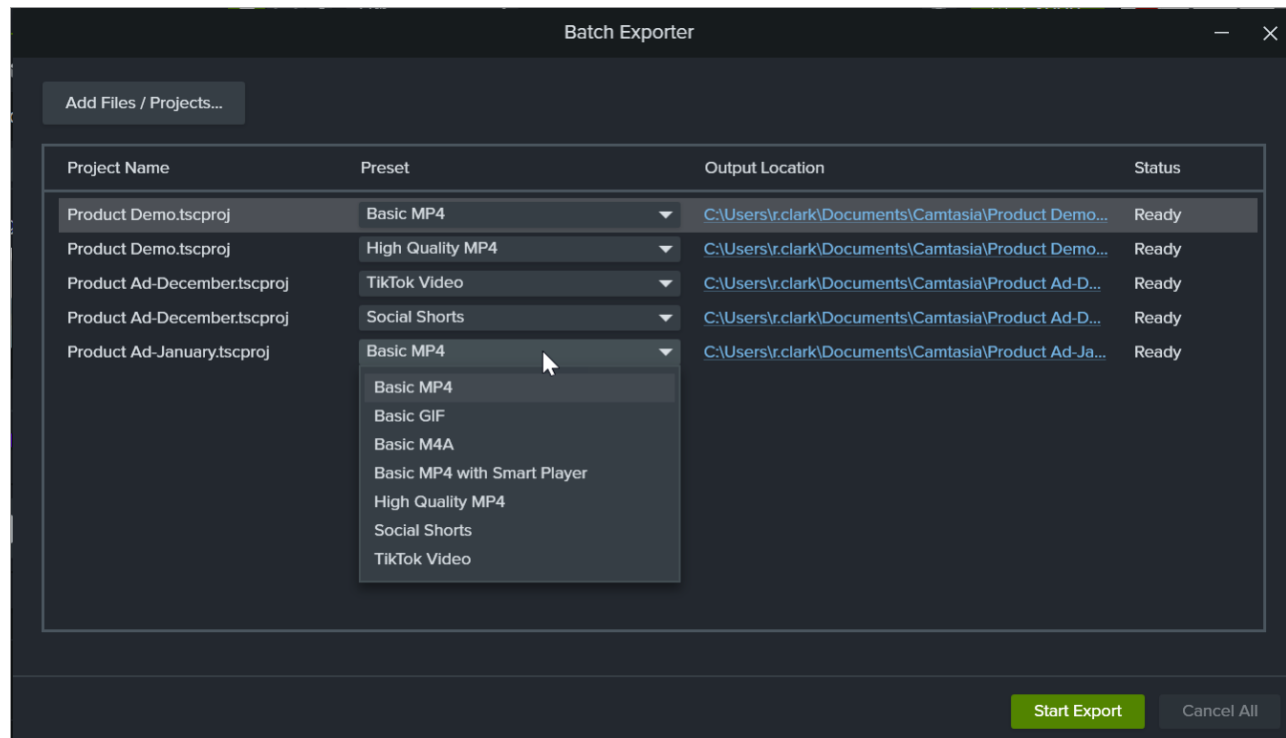 Batch Exporter
Add Files / Projects...
Project Name Preset Output Location Status
Product Demo.tscproj Basic MP4 C:\Users\r.clark\Documents\Camtasia\Product Demo... Ready
Product Demo.tscproj High Quality MP4 C:\Users\r.clark\Documents\Camtasia\Product Demo... Ready
Product Ad-December.tscproj TikTok Video C:\Users\r.clark\Documents\Camtasia\Product Ad-D... Ready
Product Ad-December.tscproj Social Shorts C:\Users\r.clark\Documents\Camtasia\Product Ad-D... Ready
Product Ad-January.tscproj Basic MP4 C:\Users\r.clark\Documents\Camtasia\Product Ad-Ja... Ready
Basic MP4
Basic GIF
Basic M4A
Basic MP4 with Smart Player
High Quality MP4
Social Shorts
TikTok Video
Start Export Cancel All